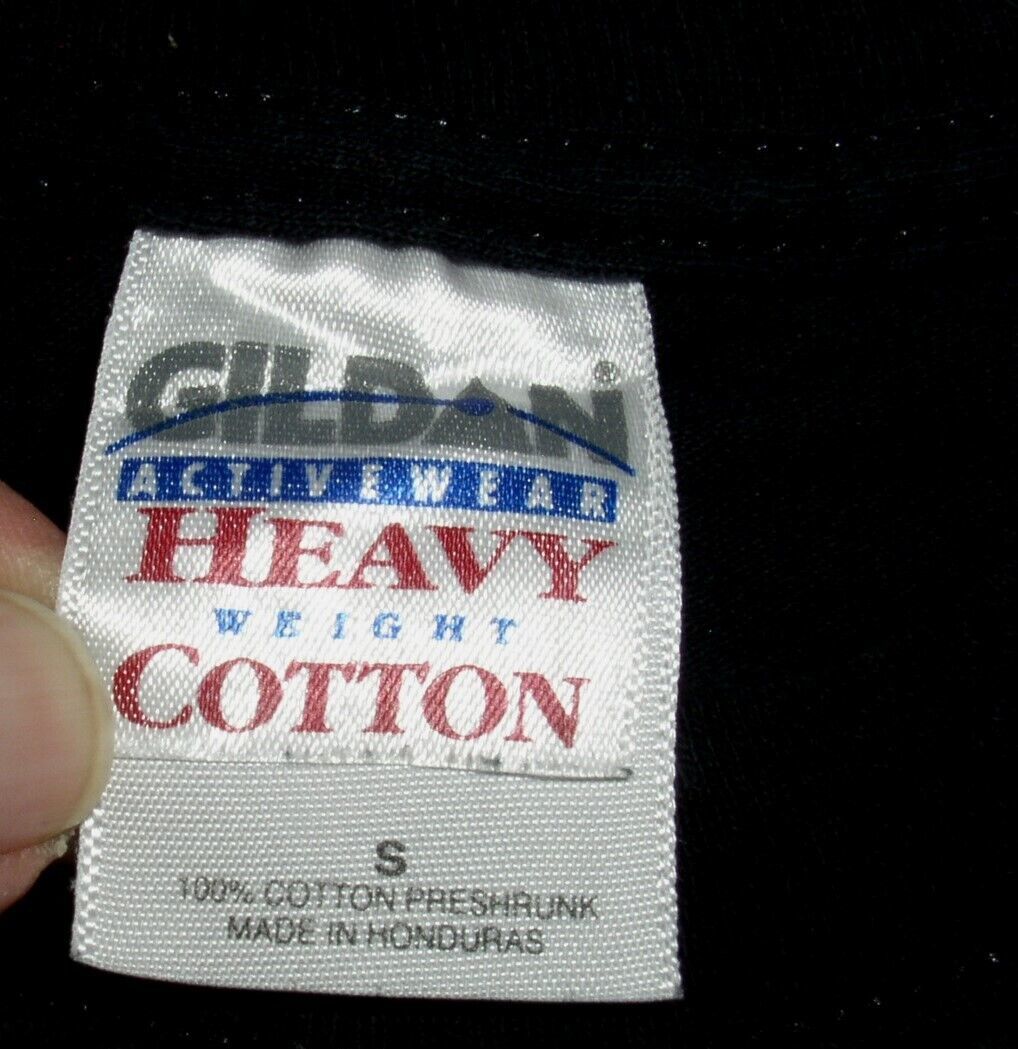 GILDAN
ACTIVEWEAR
HEAVY
WEIGHT
COTTON
S
100% COTTON PRESHRUNK
MADE IN HONDURAS